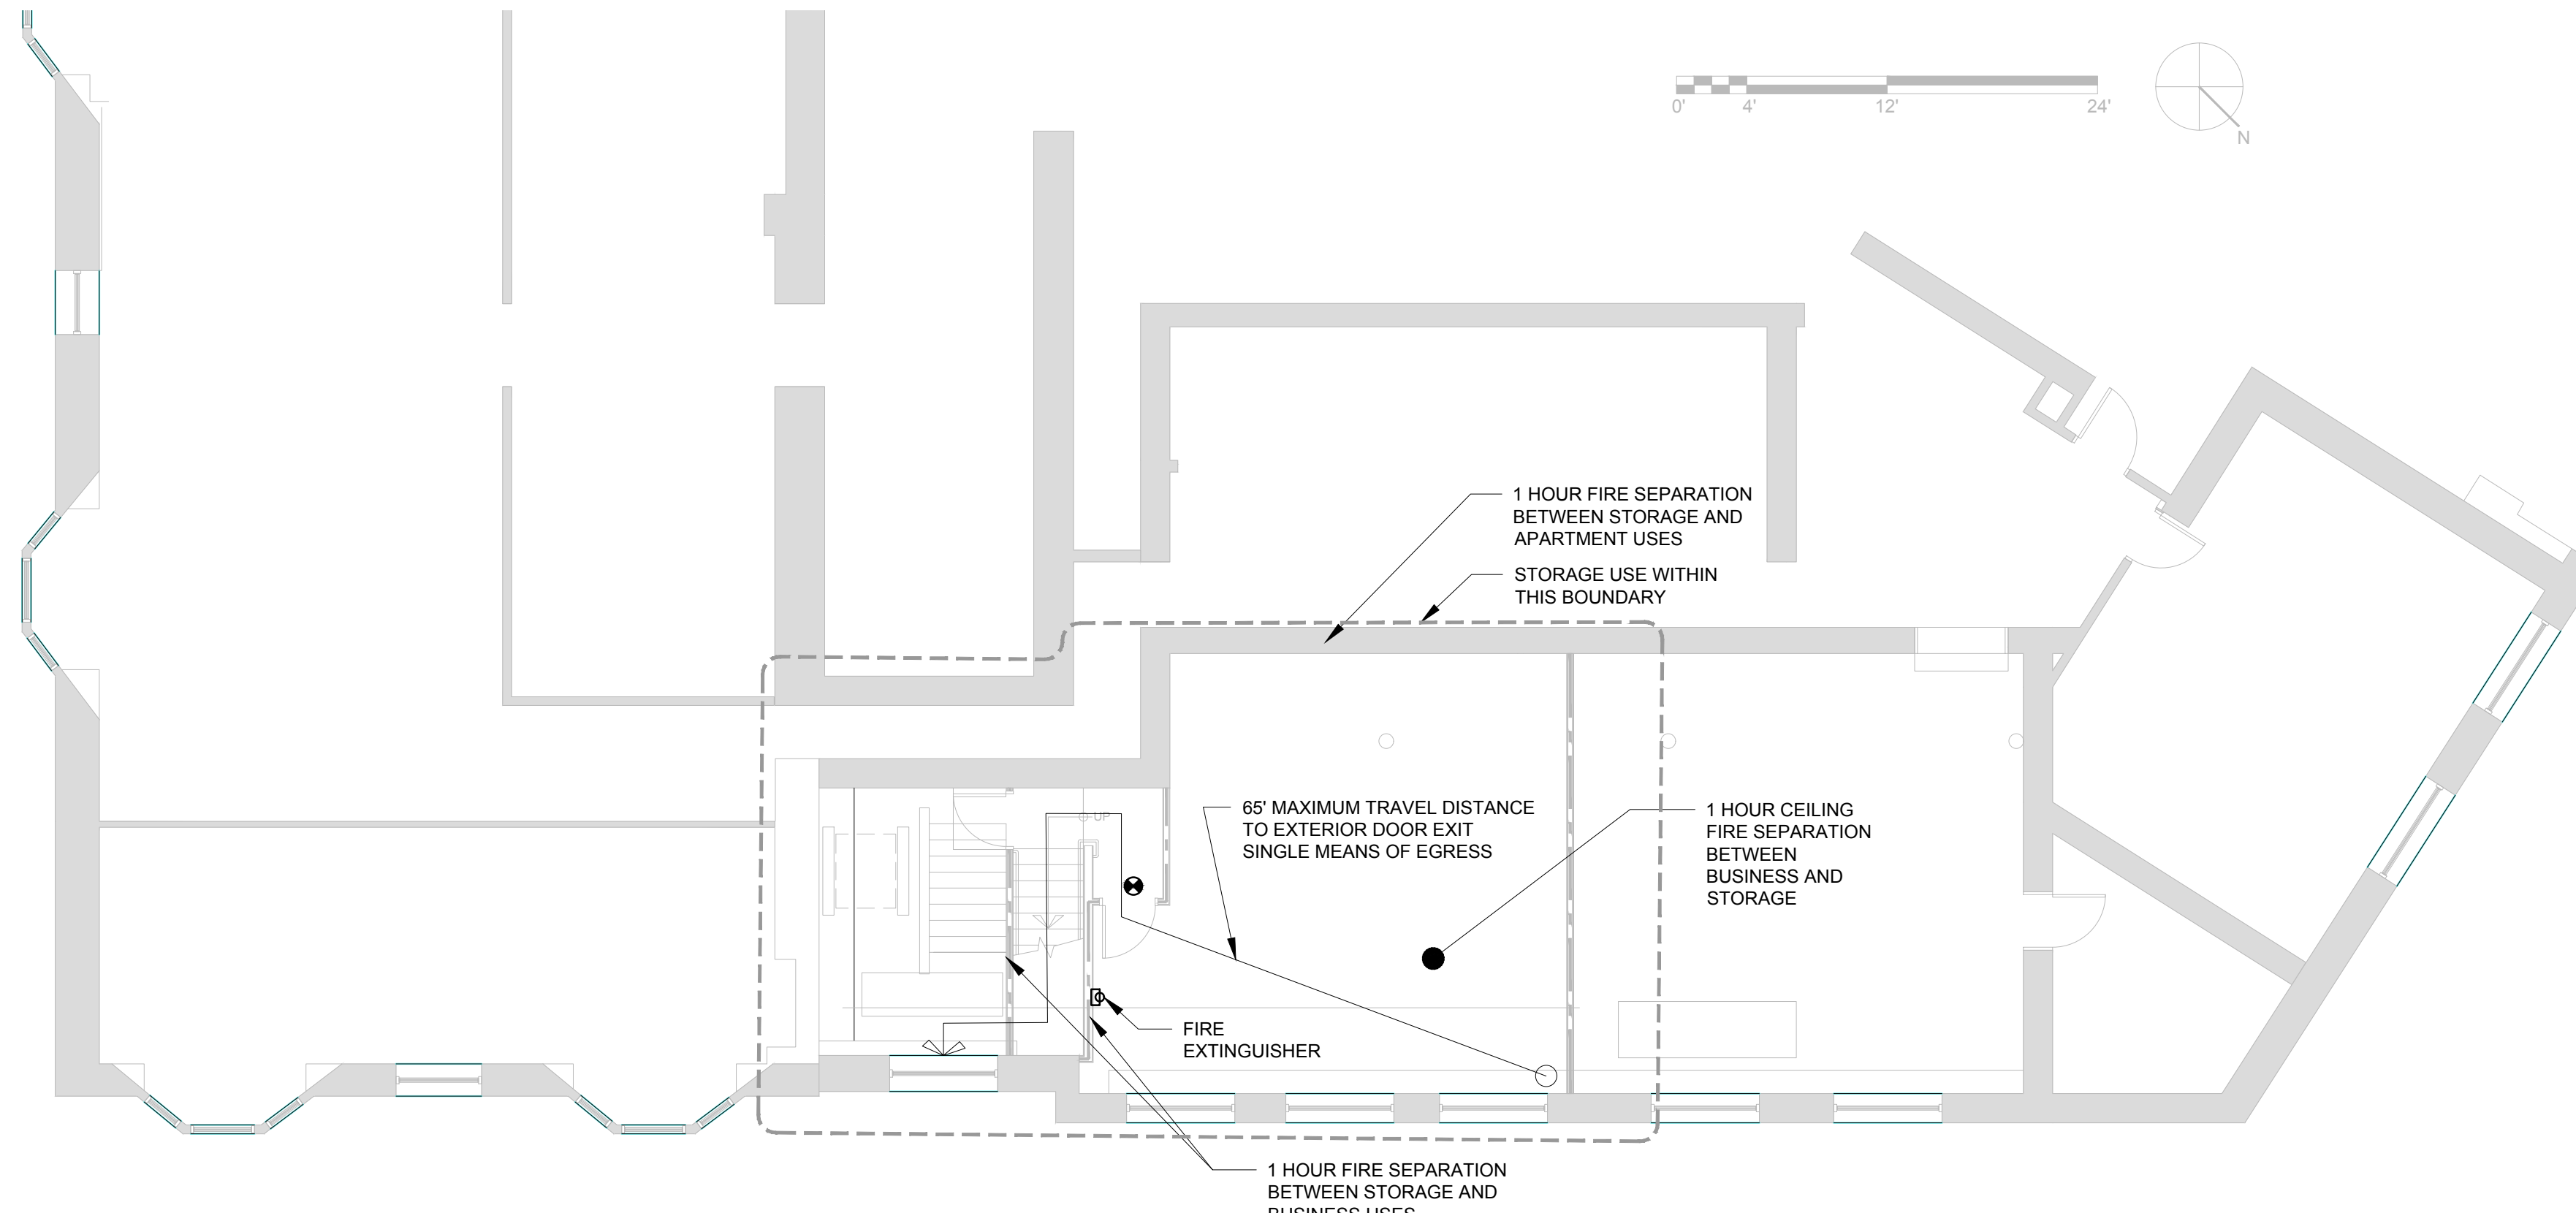 0' 4' 12' 24'
N
1 HOUR FIRE SEPARATION
BETWEEN STORAGE AND
APARTMENT USES
STORAGE USE WITHIN
THIS BOUNDARY
65' MAXIMUM TRAVEL DISTANCE
TO EXTERIOR DOOR EXIT
SINGLE MEANS OF EGRESS
1 HOUR CEILING
FIRE SEPARATION
BETWEEN
BUSINESS AND
STORAGE
UP
FIRE
EXTINGUISHER
1 HOUR FIRE SEPARATION
BETWEEN STORAGE AND
BUSINESS USES